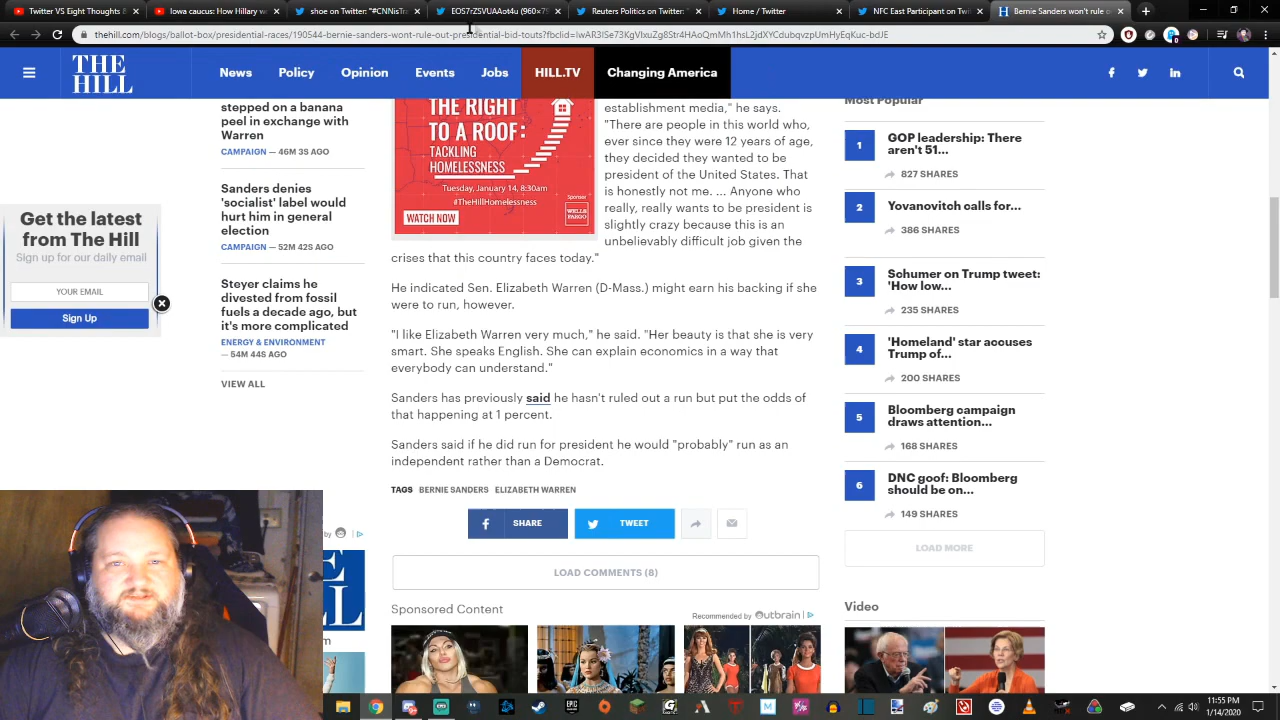 Twitter VS Eight Thought B
shoe on Twitter: "#CNNisTra
EOS7rZSVUAAot4u (960×75
Reuters Politics on Twitter:
(2) Home / Twitter
NFC East Participant on Twi
Bernie Sanders won't rule o
thehill.com/blogs/ballot-box/presidential-races/190544-bernie-sanders-wont-rule-out-presidential-bid-touts?fbclid=
THE HILL
News
Policy
Opinion
Events
Jobs
HILL.TV
Changing America
stepped on a banana
peel in exchange with
Warren
CAMPAIGN — 46M 3S AGO
Sanders denies
'socialist' label would
hurt him in general
election
CAMPAIGN — 52M 42S AGO
Steyer claims he
divested from fossil
fuels a decade ago, but
it's more complicated
ENERGY & ENVIRONMENT
— 54M 44S AGO
VIEW ALL
Get the latest
from The Hill
Sign up for our daily email
YOUR EMAIL
Sign Up
THE RIGHT
TO A ROOF:
TACKLING
HOMELESSNESS
Tuesday, January 14, 8:30am
#TheHillHomelessness
WATCH NOW
Sponsor
WELLS
FARGO
establishment media," he says.
"There are people in this world who,
ever since they were 12 years of age,
they decided they wanted to be
president of the United States. That
is honestly not me. ... Anyone who
really, really wants to be president is
slightly crazy because this is an
unbelievably difficult job given the
crises that this country faces today."
He indicated Sen. Elizabeth Warren (D-Mass.) might earn his backing if she
were to run, however.
"I like Elizabeth Warren very much," he said. "Her beauty is that she is very
smart. She speaks English. She can explain economics in a way that
everybody can understand."
Sanders has previously said he hasn't ruled out a run but put the odds of
that happening at 1 percent.
Sanders said if he did run for president he would "probably" run as an
independent rather than a Democrat.
TAGS BERNIE SANDERS ELIZABETH WARREN
SHARE
TWEET
LOAD COMMENTS (8)
Sponsored Content
Recommended by Outbrain
Most Popular
1
GOP leadership: There
aren't 51...
827 SHARES
2
Yovanovitch calls for...
386 SHARES
3
Schumer on Trump tweet:
'How low...
235 SHARES
4
'Homeland' star accuses
Trump of...
200 SHARES
5
Bloomberg campaign
draws attention...
168 SHARES
6
DNC goof: Bloomberg
should be on...
149 SHARES
LOAD MORE
Video
by
11:55 PM
1/14/2020